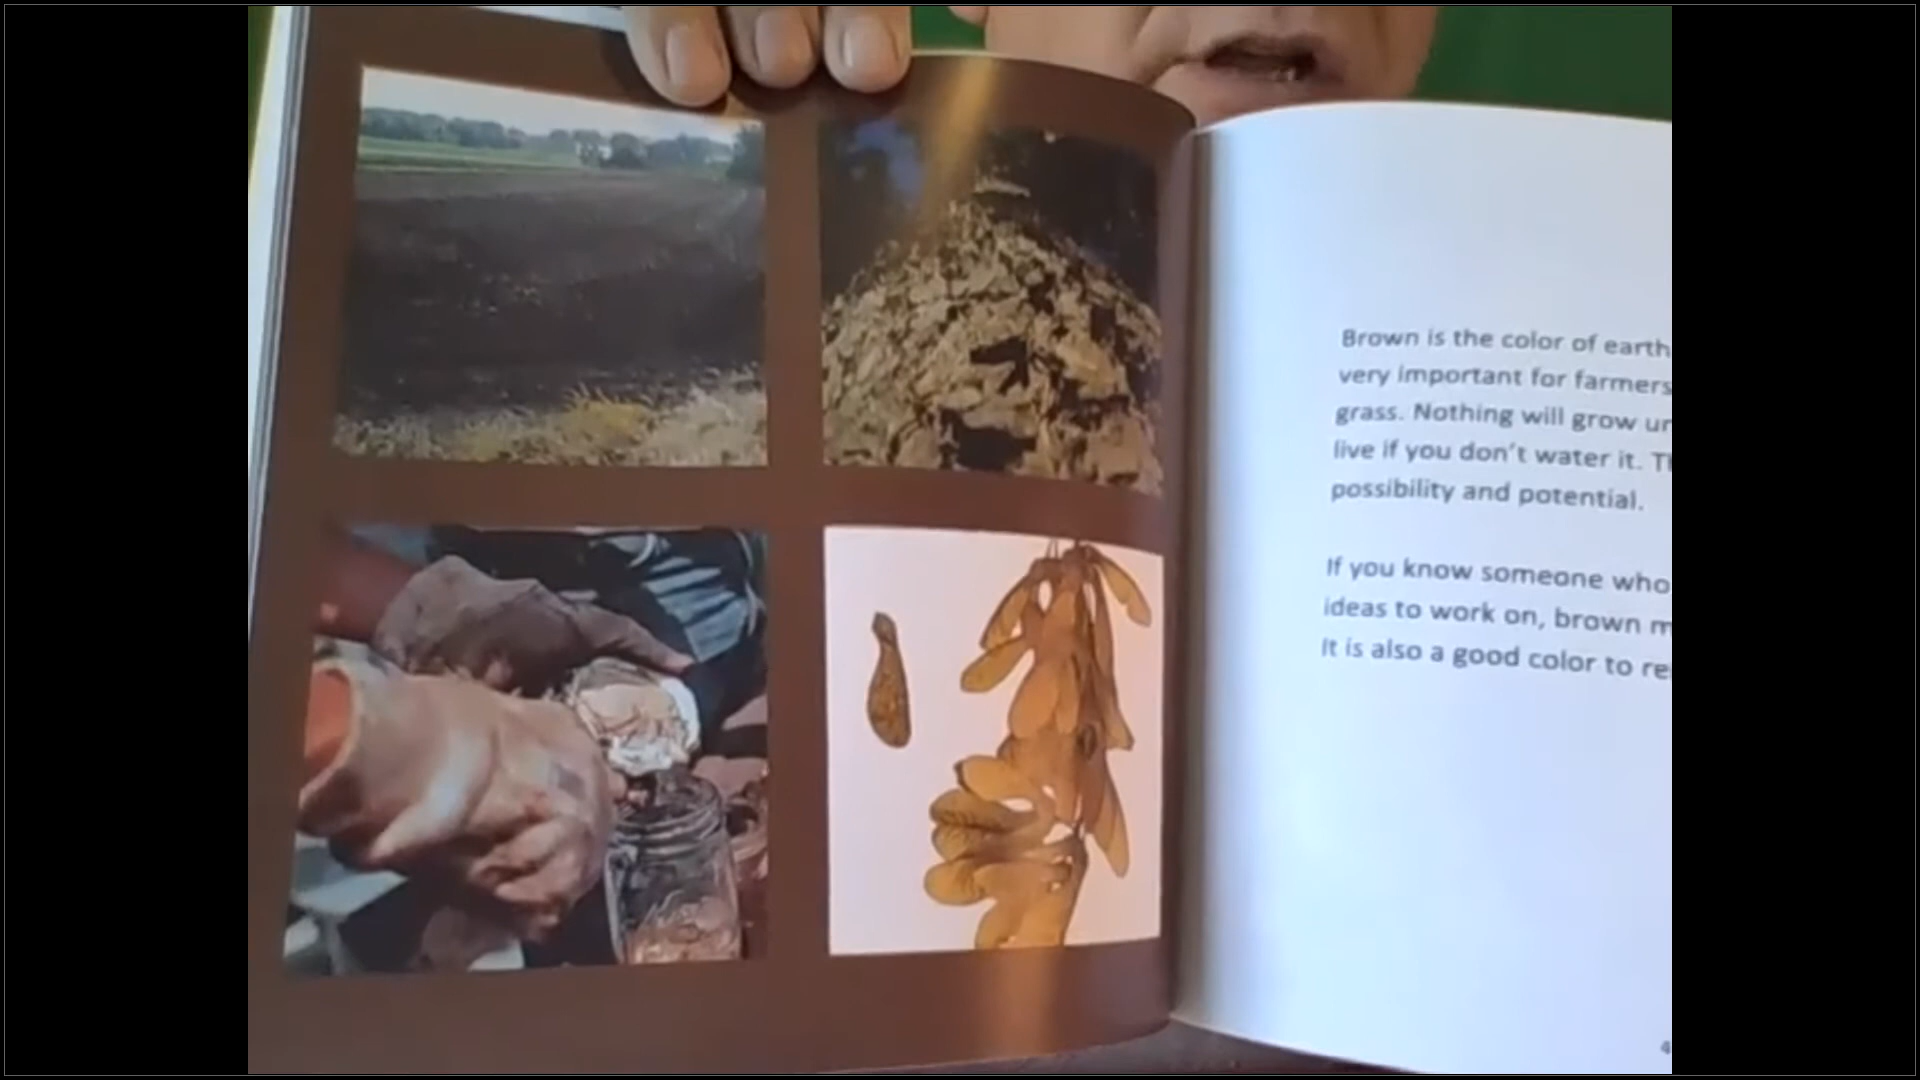 Brown is the color of earth
very important for farmers
grass. Nothing will grow
live if you don't water it.
possibility and potential.
If you know someone who
ideas to work on, brown
It is also a good color to